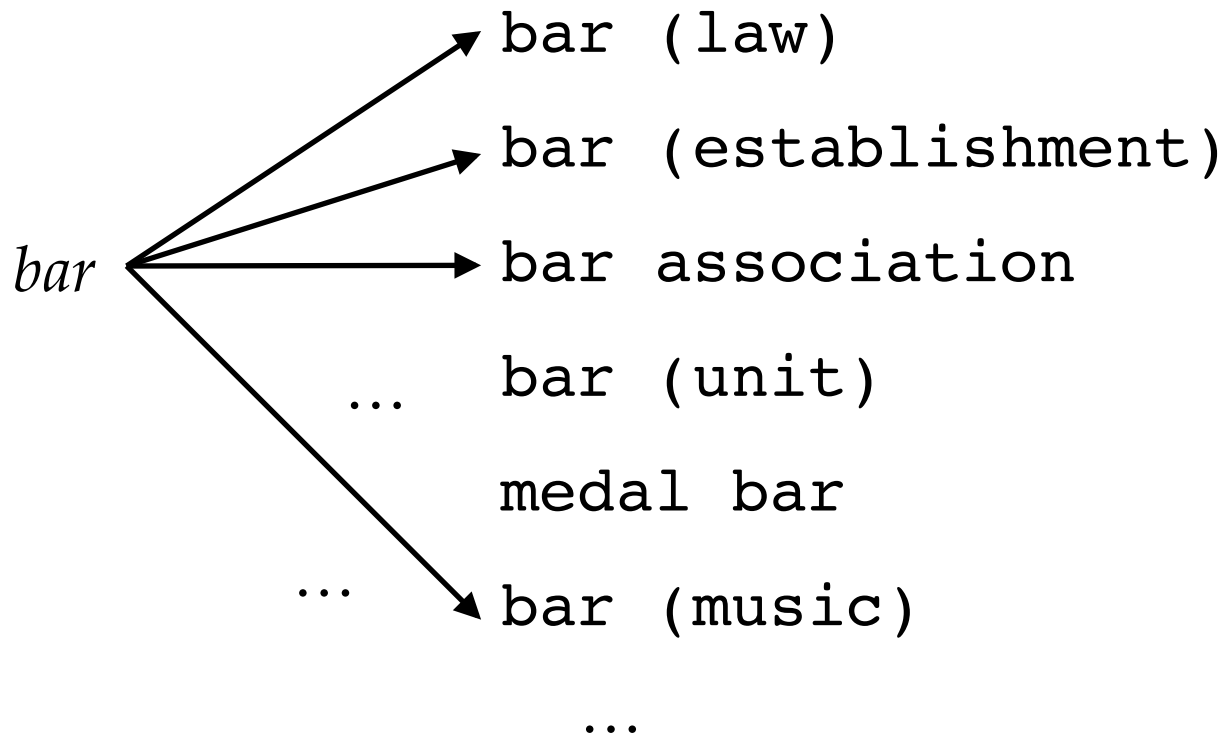 bar (law)
bar (establishment)
bar
bar association
bar (unit)
…
medal bar
…
bar (music)
…